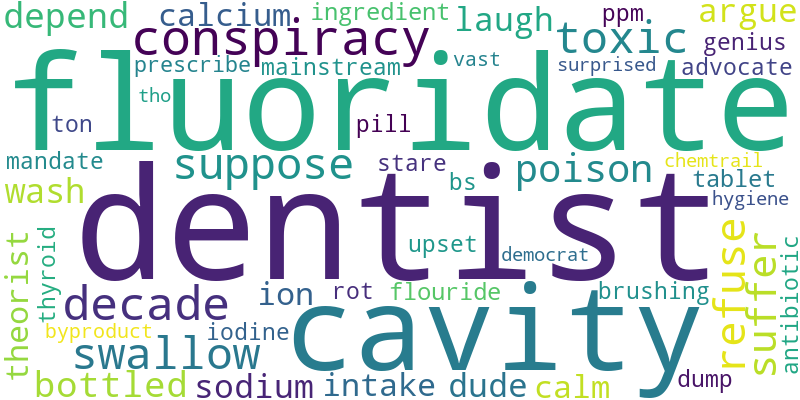 depend calcium ingredient laugh ppm argue
conspiracy toxic genius
prescribe mainstream vast surprised advocate
fluoridate
tho
ton pill
mandate suppose stare poison chemtrail
wash bs tablet
dentist hygiene
theorist thyroid upset democrat refuse suffer antibiotic
decade ion rot flouride brushing
byproduct iodine cavity
swallow
bottled sodium intake dude calm dump